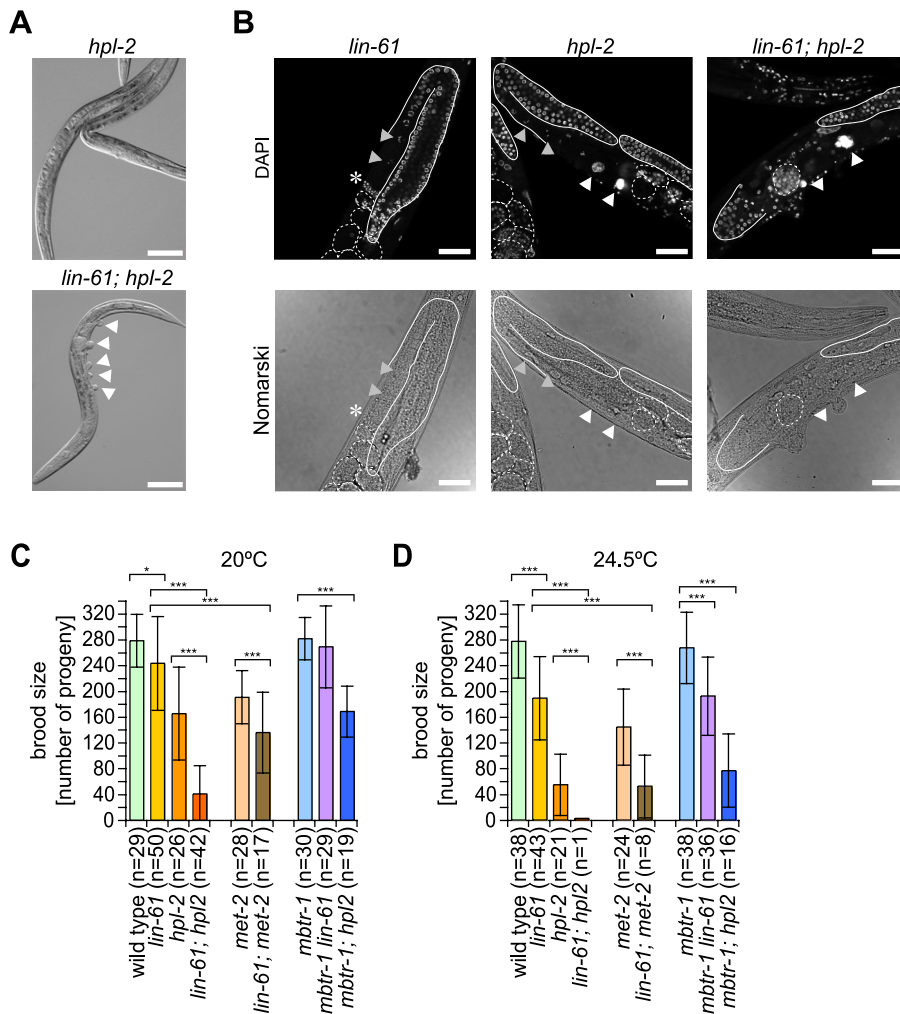 A
hpl-2
lin-61; hpl-2
B
lin-61
hpl-2
lin-61; hpl-2
DAPI
*
Nomarski
*
C
20ºC
*
***
***
***
***
***
brood size
[number of progeny]
320
280
240
200
160
120
80
40
0
wild type (n=29)
lin-61 (n=50)
hpl-2 (n=26)
lin-61; hpl2 (n=42)
met-2 (n=28)
lin-61; met-2 (n=17)
mbtr-1 (n=30)
mbtr-1 lin-61 (n=29)
mbtr-1; hpl2 (n=19)
D
24.5ºC
***
***
***
***
***
***
***
brood size
[number of progeny]
320
280
240
200
160
120
80
40
0
wild type (n=38)
lin-61 (n=43)
hpl-2 (n=21)
lin-61; hpl2 (n=1)
met-2 (n=24)
lin-61; met-2 (n=8)
mbtr-1 (n=38)
mbtr-1 lin-61 (n=36)
mbtr-1; hpl2 (n=16)